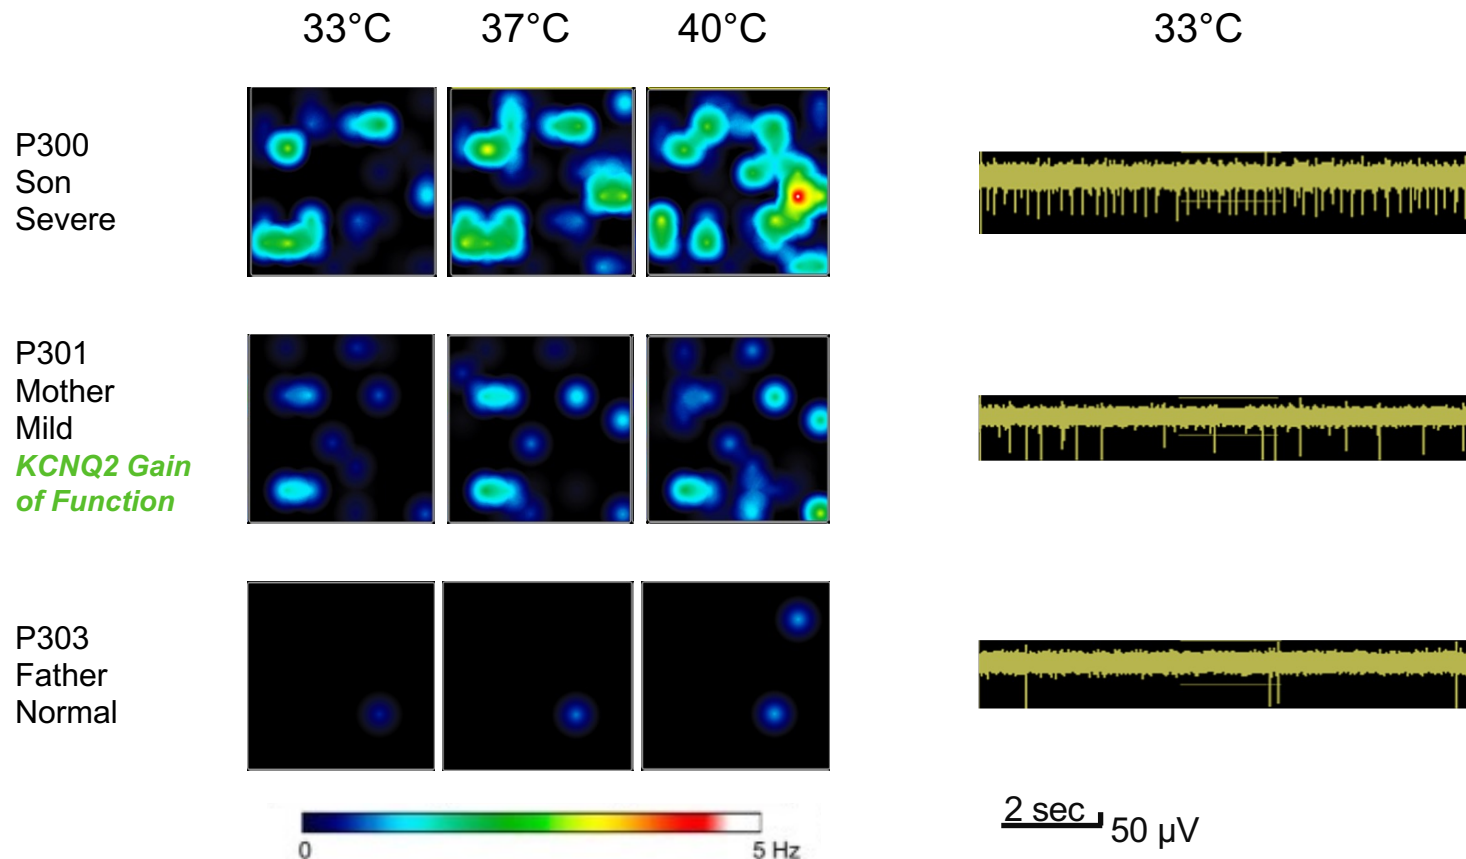 33°C
37°C
40°C
33°C
P300
Son
Severe
P301
Mother
Mild
KCNQ2 Gain
of Function
P303
Father
Normal
0
5 Hz
2 sec
50 µV